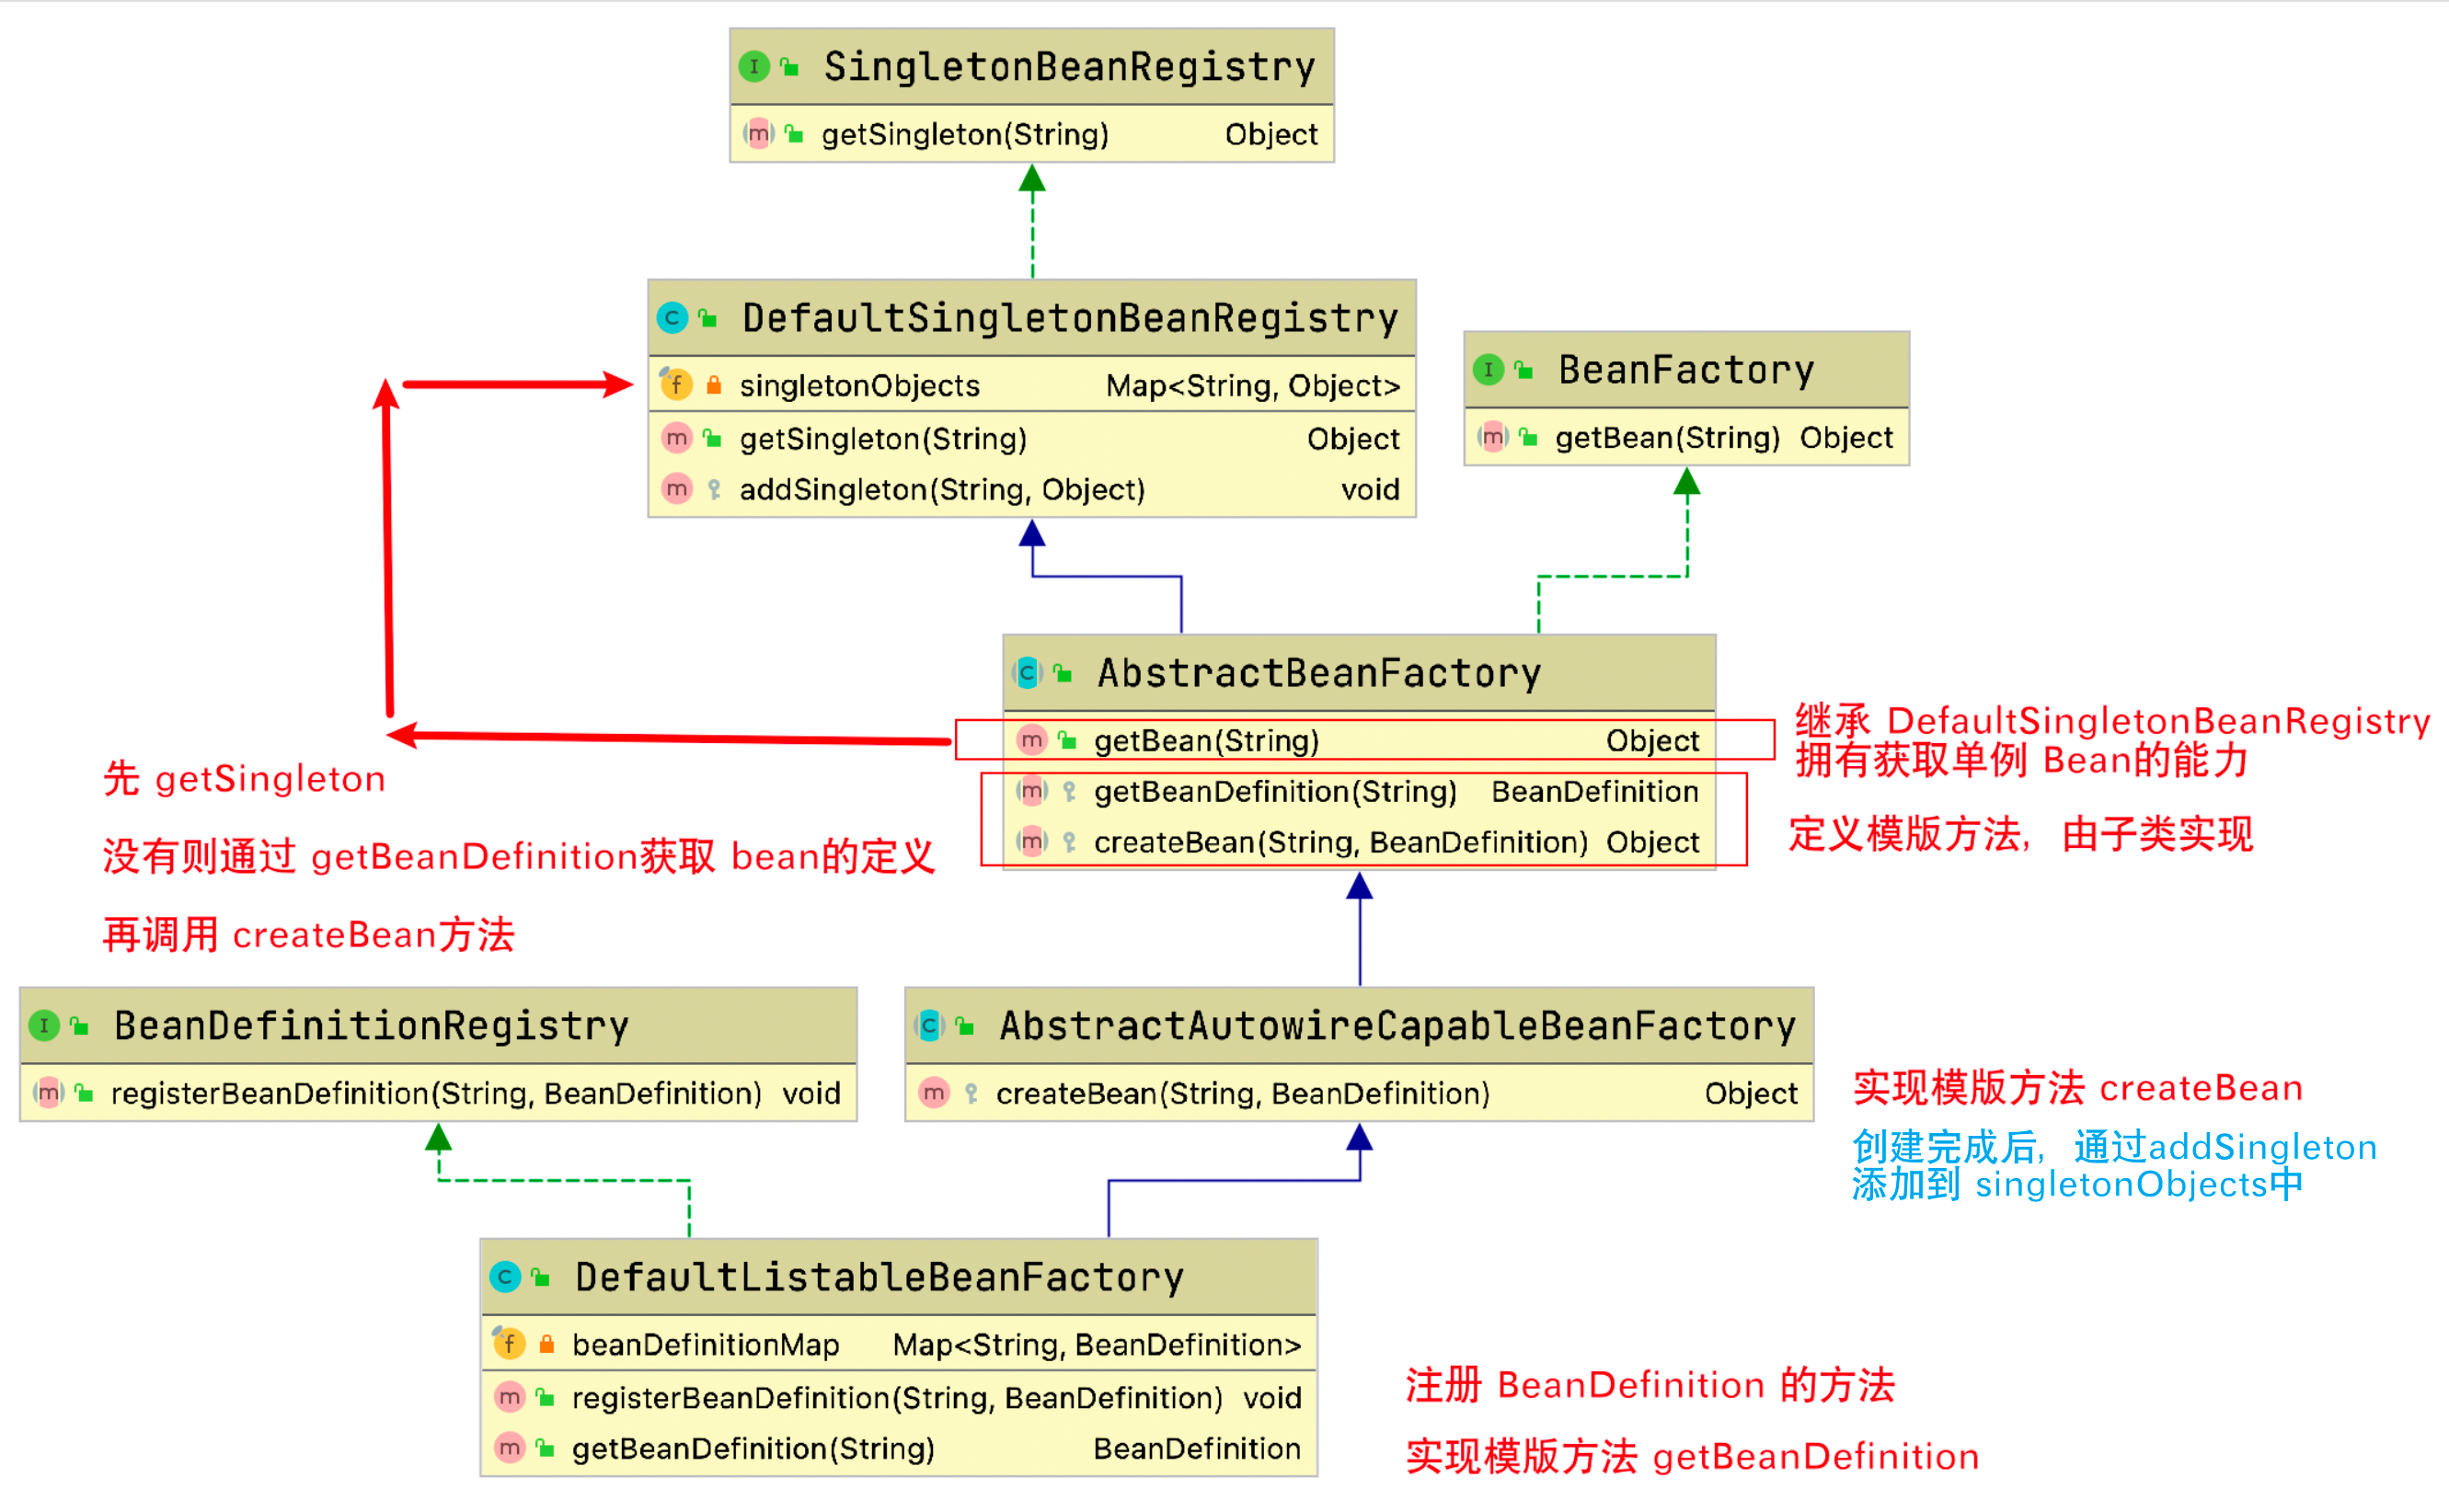 SingletonBeanRegistry
getSingleton(String) Object
DefaultSingletonBeanRegistry
singletonObjects Map<String, Object>
getSingleton(String) Object
addSingleton(String, Object) void
BeanFactory
getBean(String) Object
AbstractBeanFactory
getBean(String) Object
getBeanDefinition(String) BeanDefinition
createBean(String, BeanDefinition) Object
继承 DefaultSingletonBeanRegistry
拥有获取单例 Bean的能力
定义模版方法，由子类实现
先 getSingleton
没有则通过 getBeanDefinition获取 bean的定义
再调用 createBean方法
BeanDefinitionRegistry
registerBeanDefinition(String, BeanDefinition) void
AbstractAutowireCapableBeanFactory
createBean(String, BeanDefinition) Object
实现模版方法 createBean
创建完成后，通过addSingleton
添加到 singletonObjects中
DefaultListableBeanFactory
beanDefinitionMap Map<String, BeanDefinition>
registerBeanDefinition(String, BeanDefinition) void
getBeanDefinition(String) BeanDefinition
注册 BeanDefinition 的方法
实现模版方法 getBeanDefinition